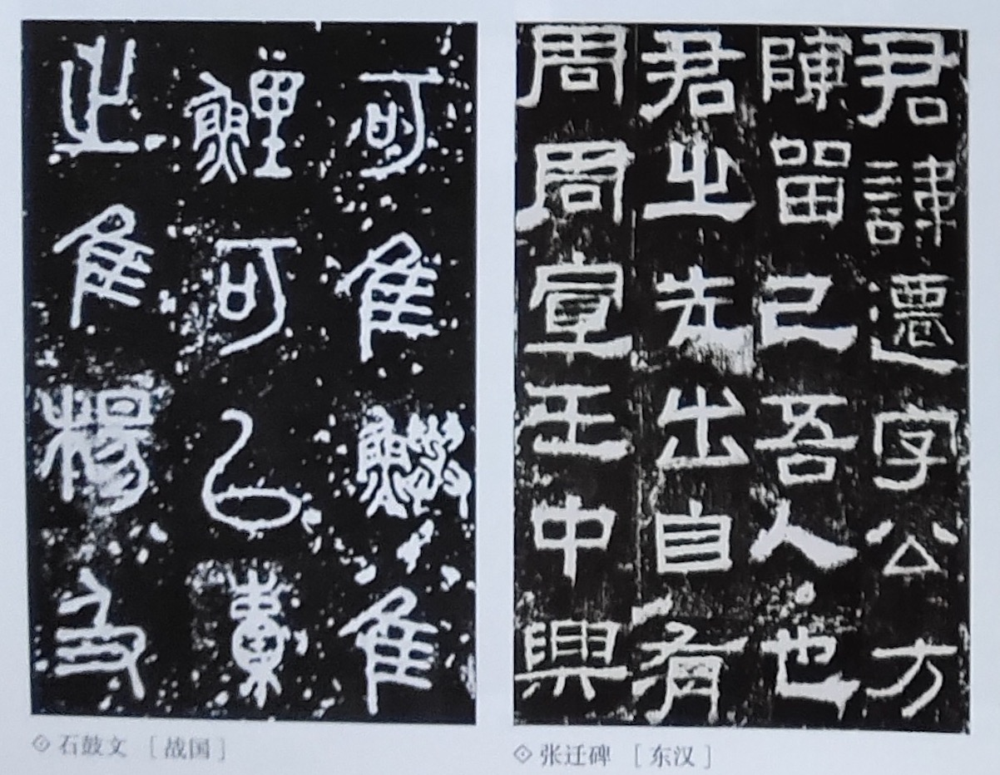 可隹鱮隹
鯉可㠯橐
之隹楊及
石鼓文 [战国]
君諱遷字公方
陳留己吾人也
君之先出自有
周周宣王中興
张迁碑 [东汉]